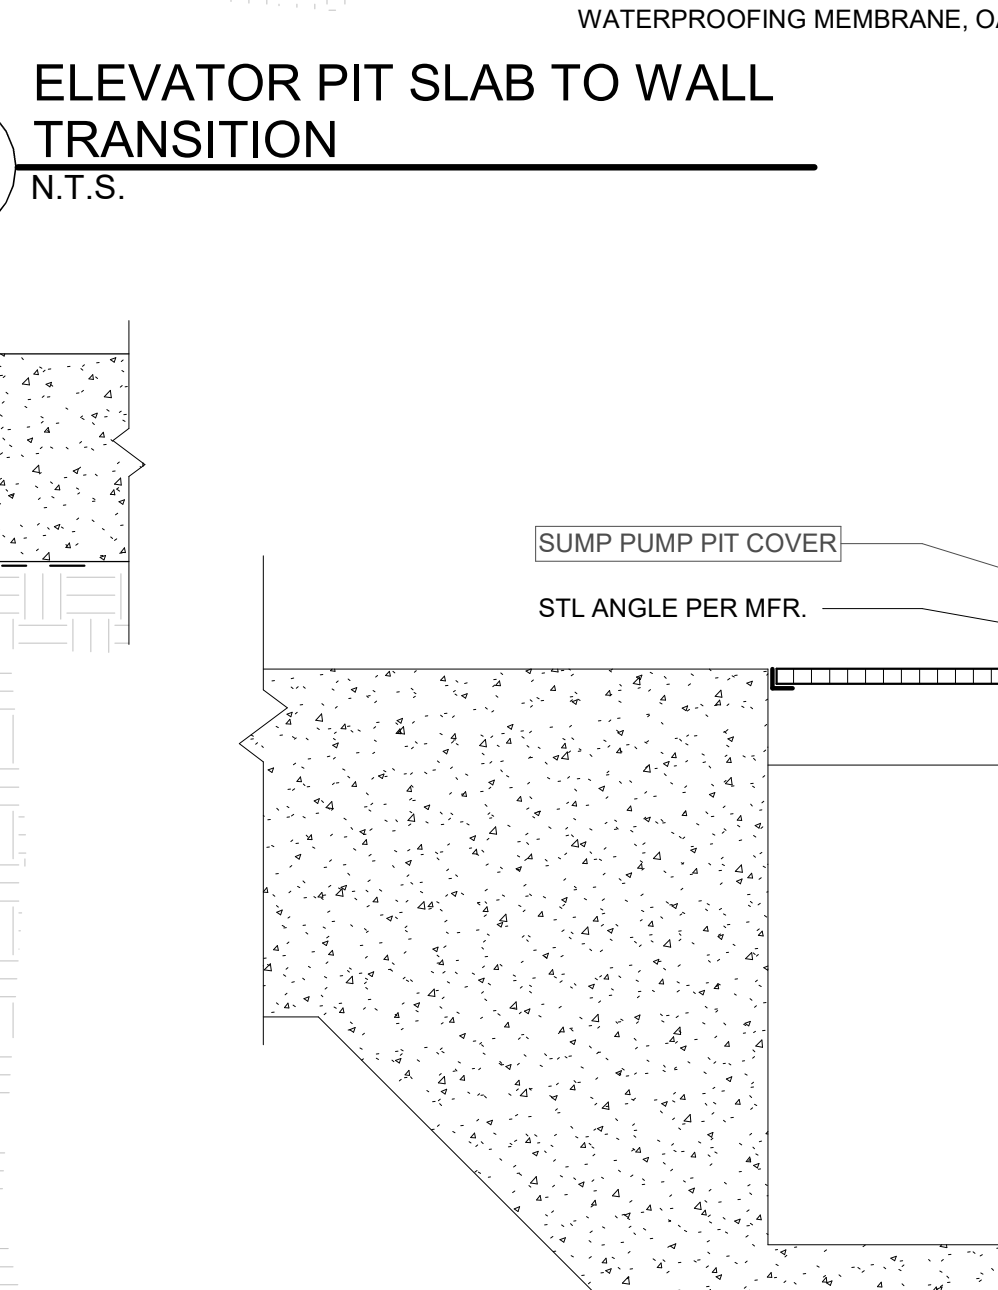 WATERPROOFING MEMBRANE,
ELEVATOR PIT SLAB TO WALL
TRANSITION
N.T.S.
SUMP PUMP PIT COVER
STL ANGLE PER MFR.